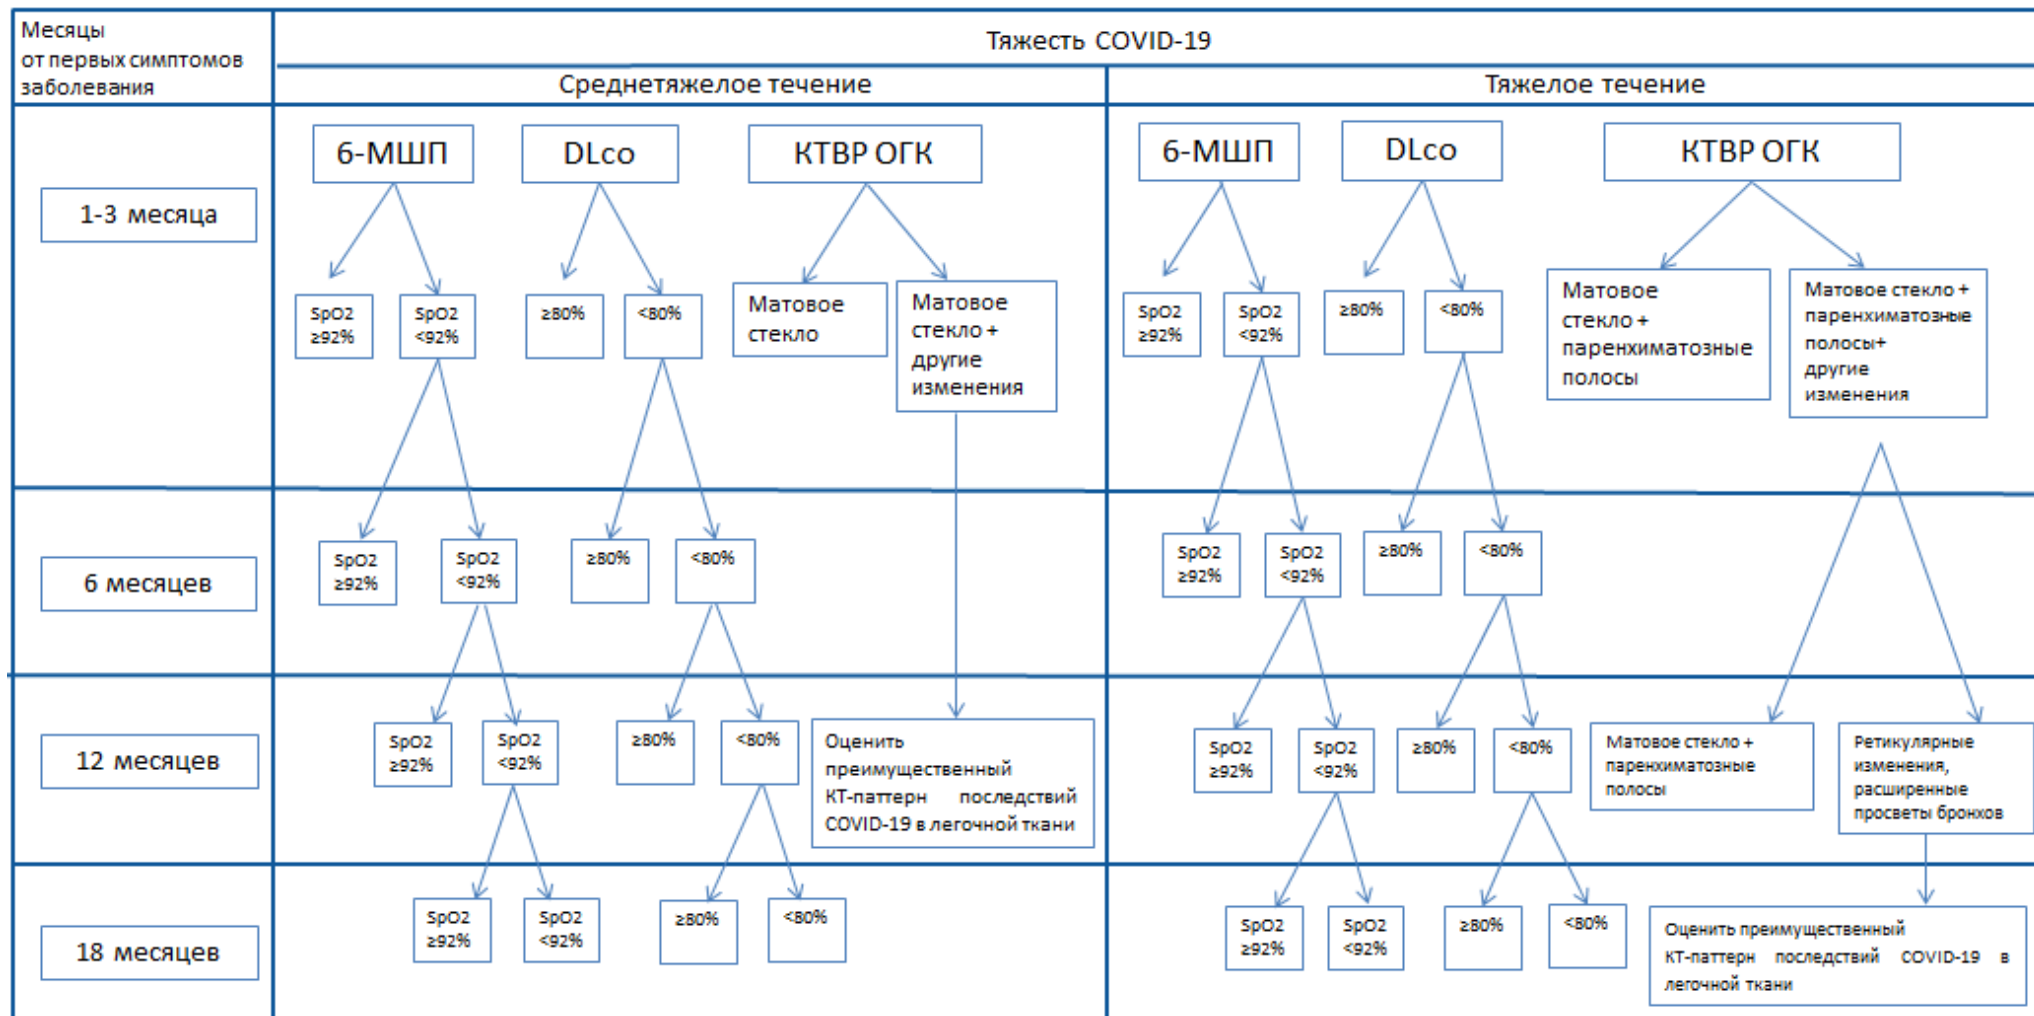 Месяцы
от первых симптомов
заболевания
Тяжесть COVID-19
Среднетяжелое течение
Тяжелое течение
1-3 месяца
6-МШП
DLco
КТВР ОГК
SpO2
≥92%
SpO2
<92%
≥80%
<80%
Матовое
стекло
Матовое
стекло +
другие
изменения
6-МШП
DLco
КТВР ОГК
SpO2
≥92%
SpO2
<92%
≥80%
<80%
Матовое
стекло +
паренхиматозные
полосы
Матовое стекло +
паренхиматозные
полосы+
другие
изменения
6 месяцев
SpO2
≥92%
SpO2
<92%
≥80%
<80%
SpO2
≥92%
SpO2
<92%
≥80%
<80%
12 месяцев
SpO2
≥92%
SpO2
<92%
≥80%
<80%
Оценить
преимущественный
КТ-паттерн последствий
COVID-19 в легочной ткани
SpO2
≥92%
SpO2
<92%
≥80%
<80%
Матовое стекло +
паренхиматозные
полосы
Ретикулярные
изменения,
расширенные
просветы бронхов
18 месяцев
SpO2
≥92%
SpO2
<92%
≥80%
<80%
SpO2
≥92%
SpO2
<92%
≥80%
<80%
Оценить преимущественный
КТ-паттерн последствий COVID-19 в
легочной ткани